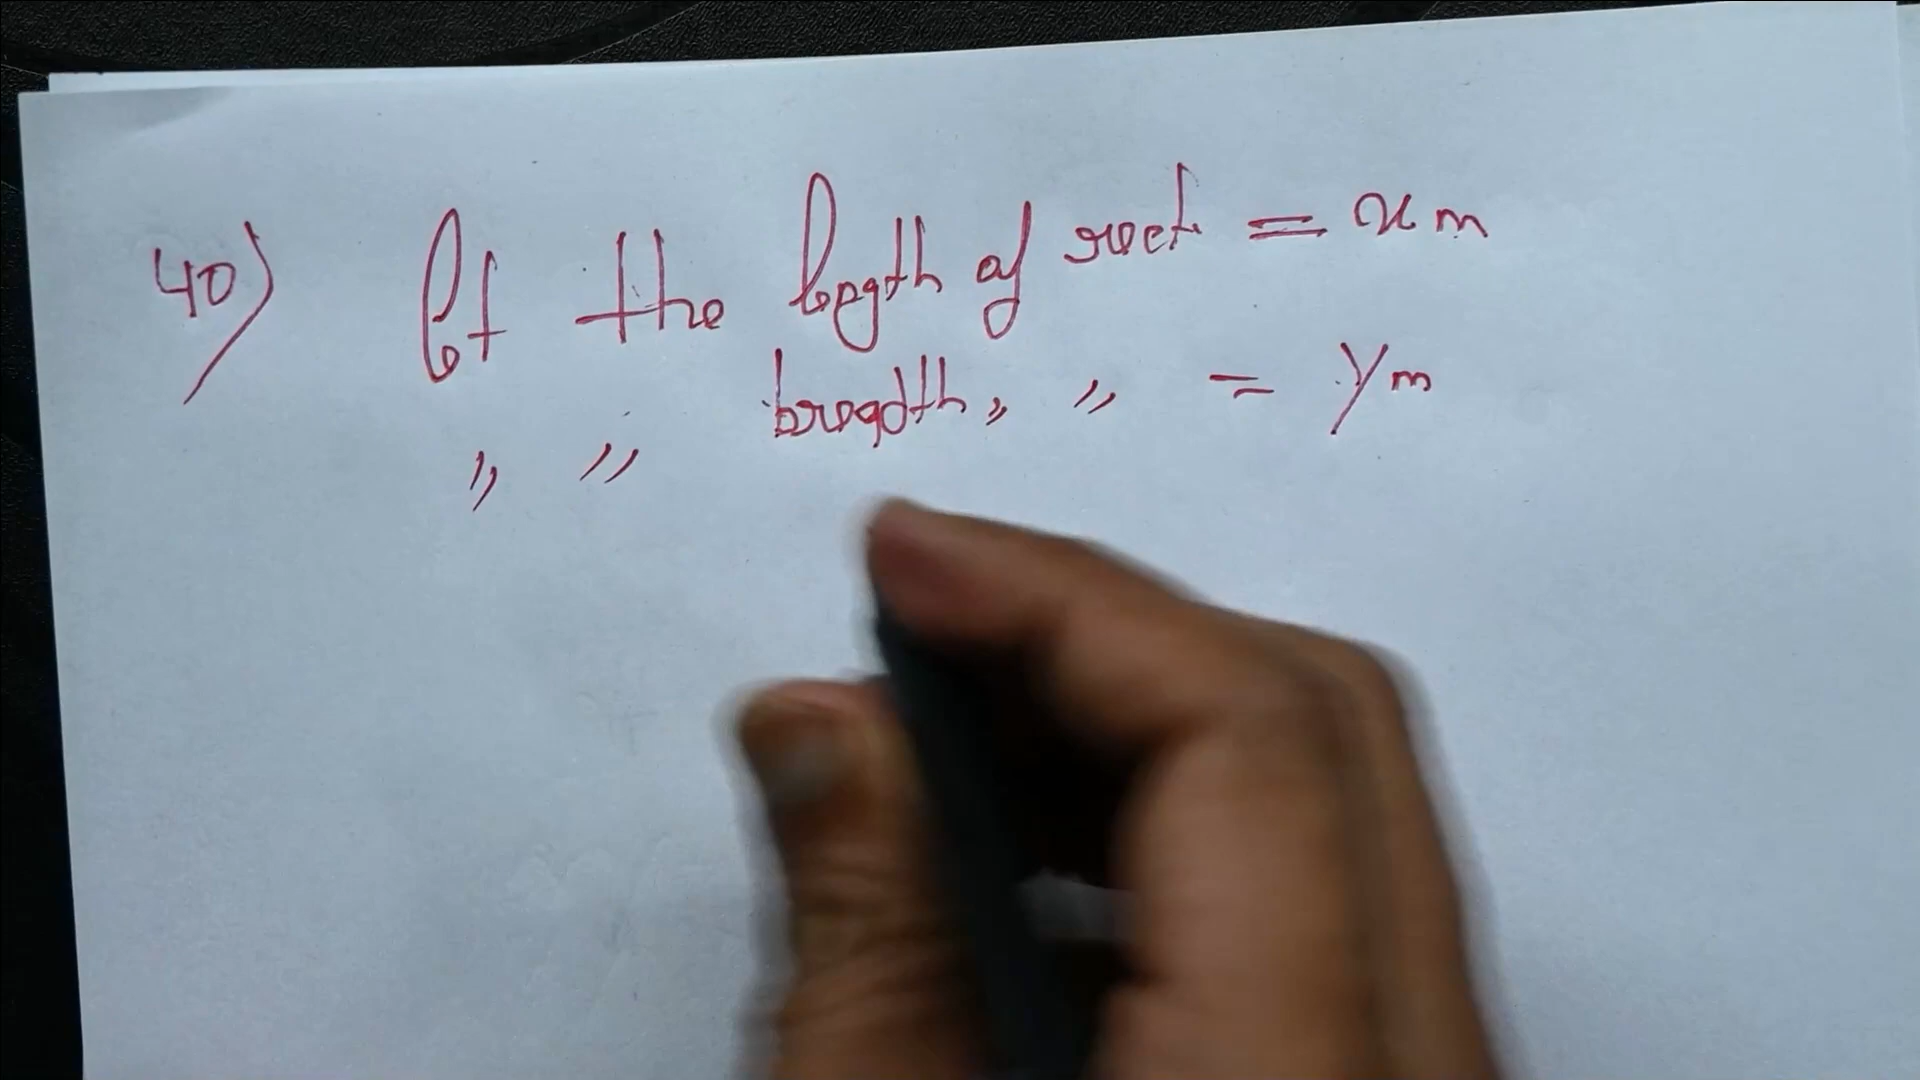 40) let the length of rect = x m
" " breadth " " = y m